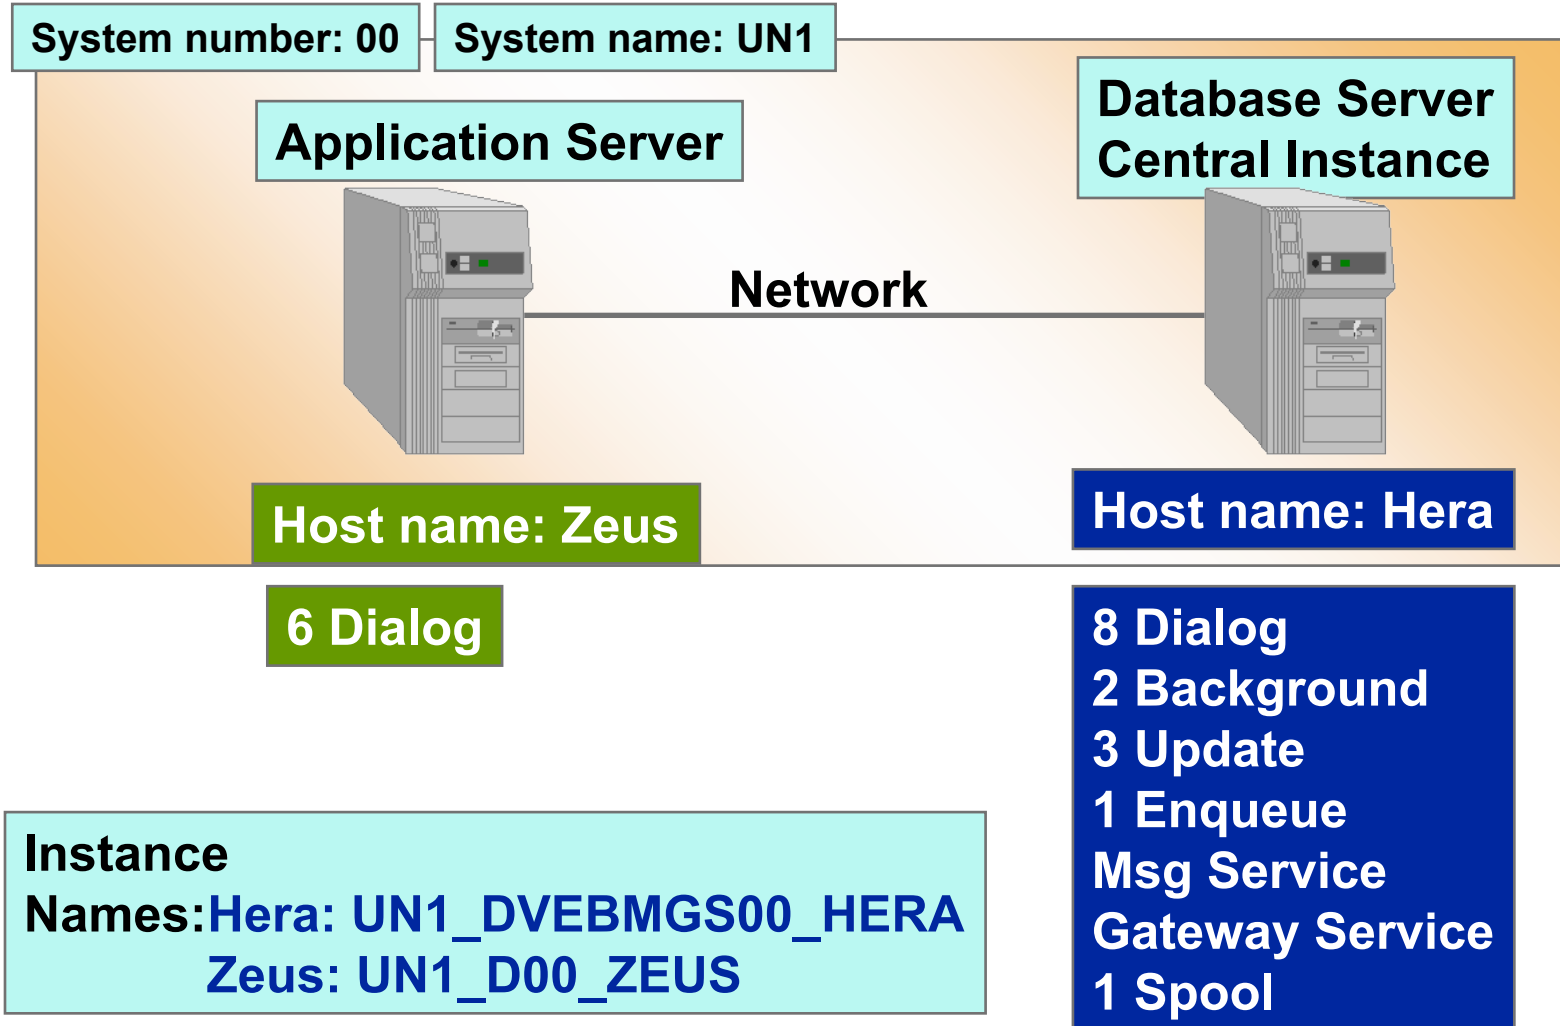 System number: 00
System name: UN1
Application Server
Database Server
Central Instance
Network
Host name: Zeus
Host name: Hera
6 Dialog
8 Dialog
2 Background
3 Update
1 Enqueue
Msg Service
Gateway Service
1 Spool
Instance
Names:Hera: UN1_DVEBMGS00_HERA
Zeus: UN1_D00_ZEUS